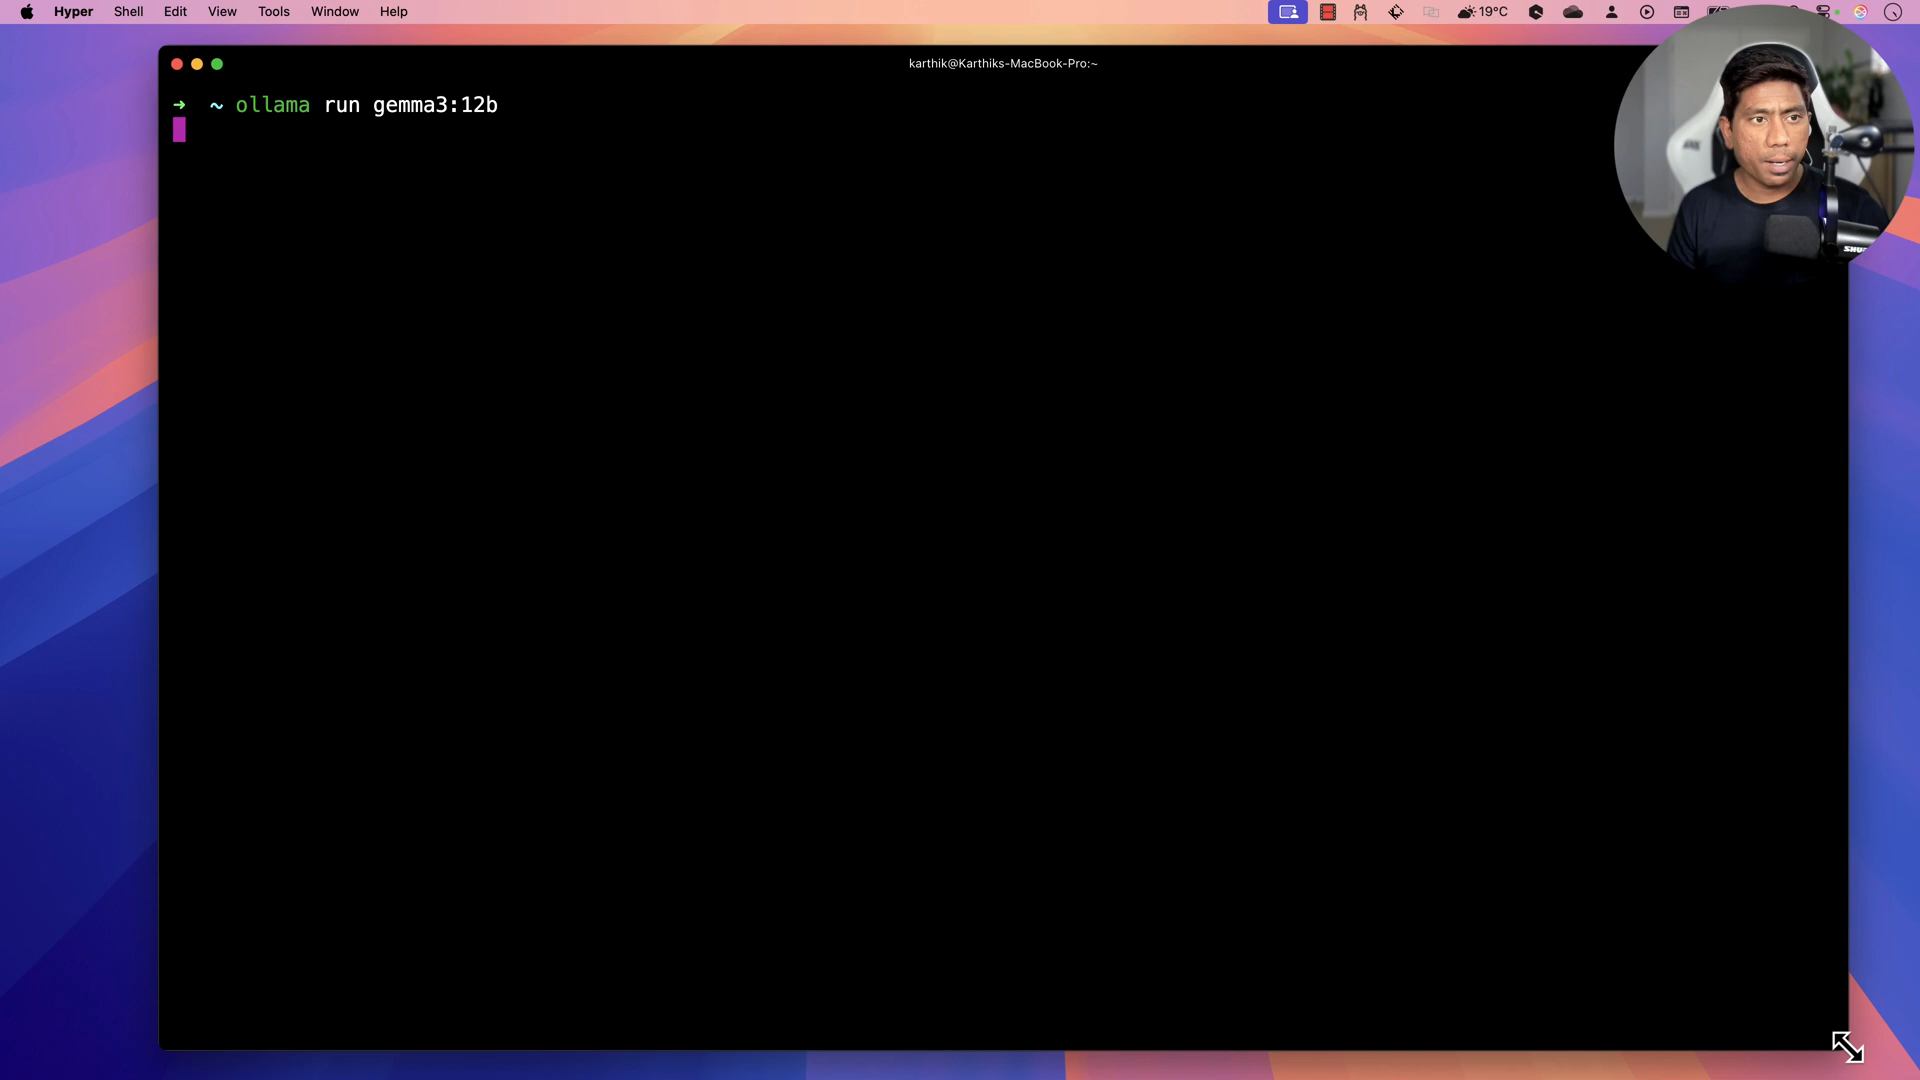 Hyper Shell Edit View Tools Window Help 19°C
karthik@Karthiks-MacBook-Pro:~
➜ ~ ollama run gemma3:12b